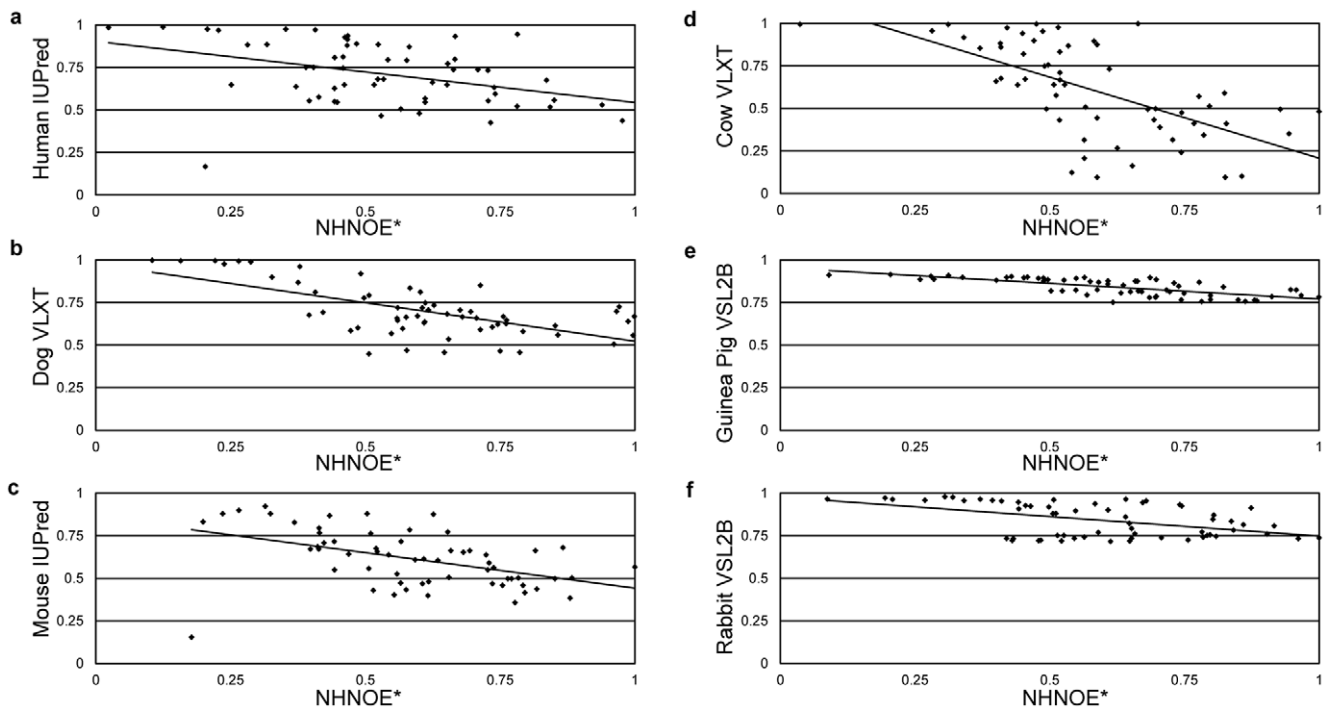 a
Human IUPred
1
0.75
0.5
0.25
0
0 0.25 0.5 0.75 1
NHNOE*
b
Dog VLXT
1
0.75
0.5
0.25
0
0 0.25 0.5 0.75 1
NHNOE*
c
Mouse IUPred
1
0.75
0.5
0.25
0
0 0.25 0.5 0.75 1
NHNOE*
d
Cow VLXT
1
0.75
0.5
0.25
0
0 0.25 0.5 0.75 1
NHNOE*
e
Guinea Pig VSL2B
1
0.75
0.5
0.25
0
0 0.25 0.5 0.75 1
NHNOE*
f
Rabbit VSL2B
1
0.75
0.5
0.25
0
0 0.25 0.5 0.75 1
NHNOE*